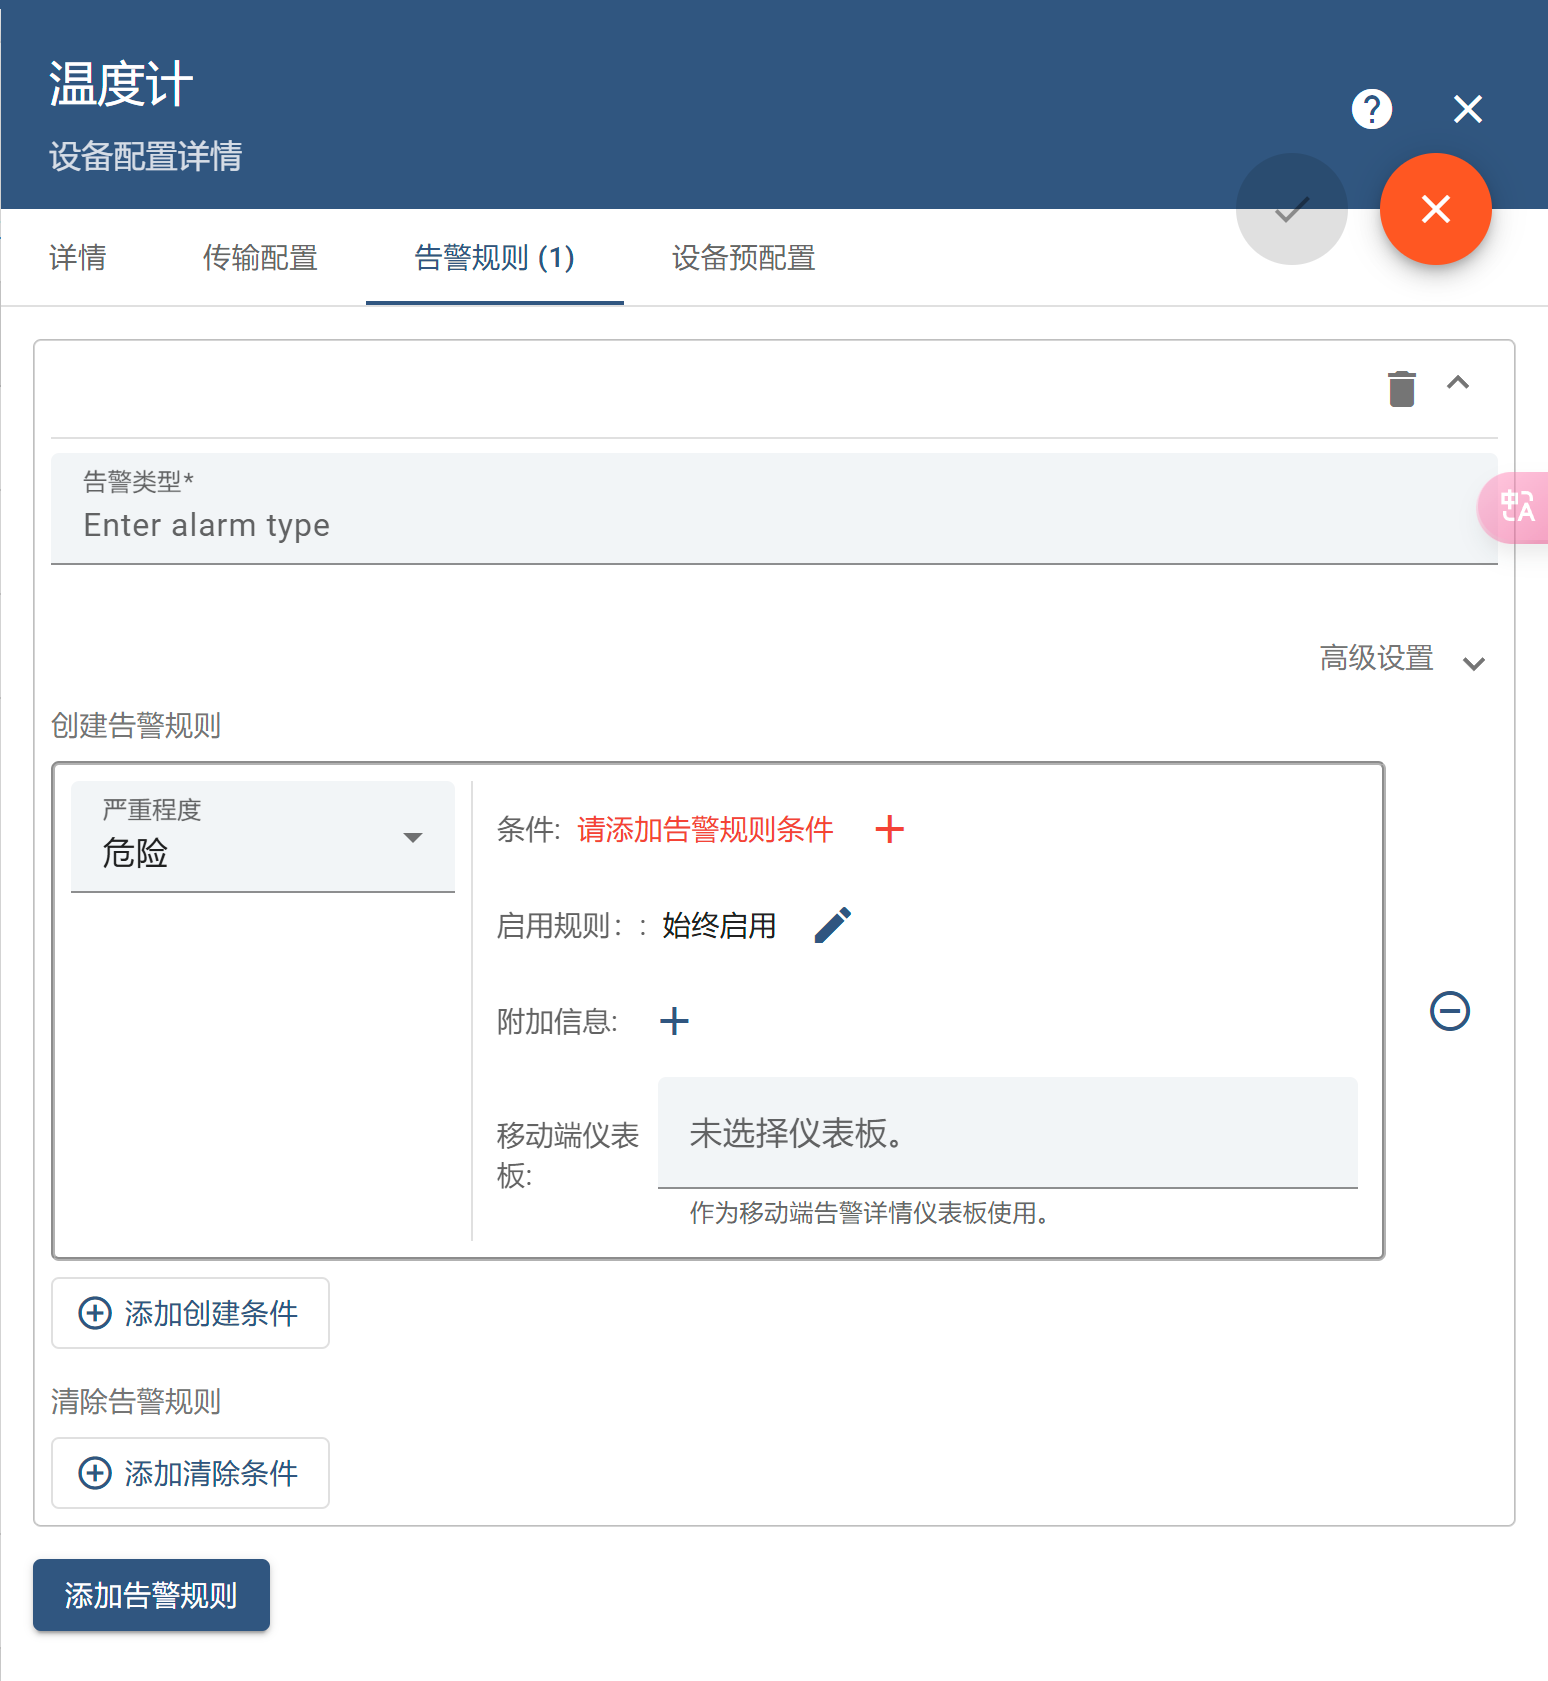 温度计
设备配置详情
详情
传输配置
告警规则 (1)
设备预配置
告警类型*
Enter alarm type
中A
高级设置
创建告警规则
严重程度
危险
条件: 请添加告警规则条件
启用规则：: 始终启用
附加信息:
移动端仪表
板:
未选择仪表板。
作为移动端告警详情仪表板使用。
添加创建条件
清除告警规则
添加清除条件
添加告警规则